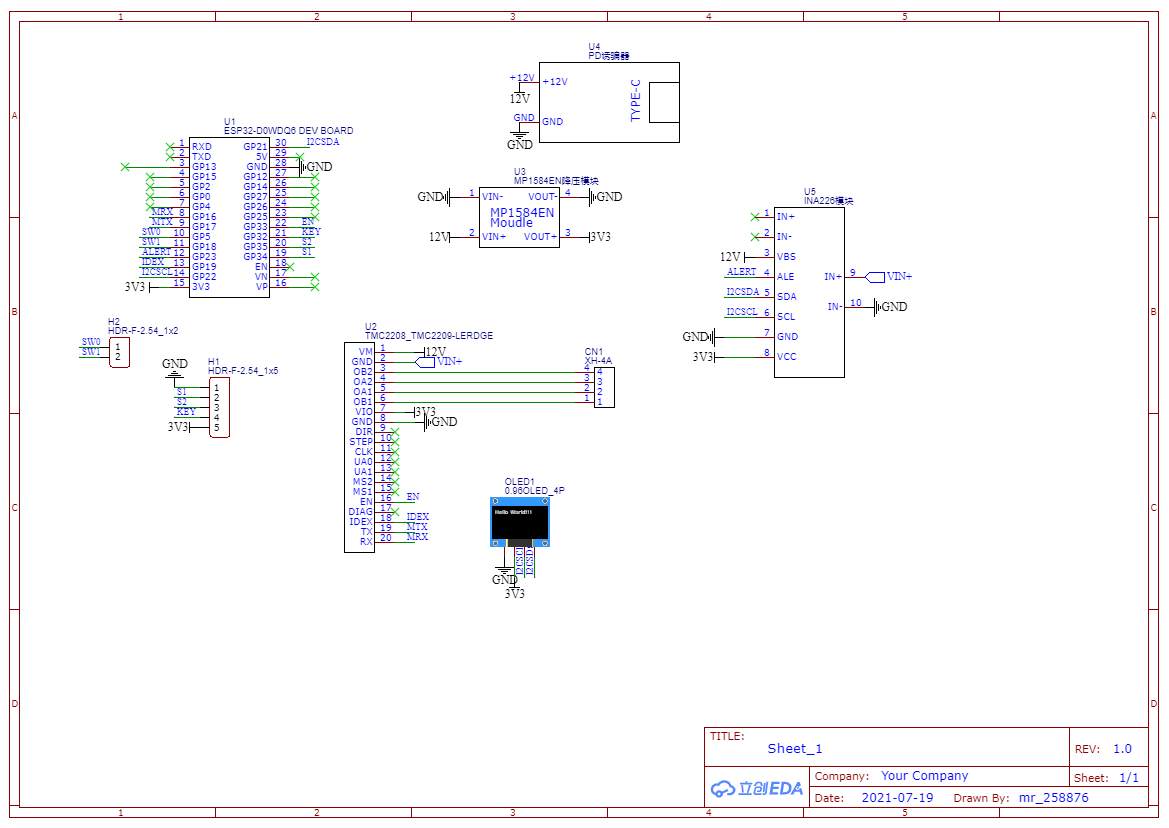 1 2 3 4 5
A
B
C
D
U4
PD诱骗器
+12V
+12V
12V
GND
GND
GND
TYPE-C
U1
ESP32-D0WDQ6 DEV BOARD
1 RXD
2 TXD
3 GP13
4 GP15
5 GP2
6 GP0
7 GP4
MRX 8 GP16
MTX 9 GP17
SW0 10 GP5
SW1 11 GP18
ALERT 12 GP23
IDEX 13 GP19
I2CSCL 14 GP22
3V3 15 3V3
GP21 30 I2CSDA
5V 29
GND 28 GND
GP12 27
GP14 26
GP27 25
GP26 24
GP25 23
GP33 22 EN
GP32 21 KEY
GP35 20 S2
GP34 19 S1
EN 18
VN 17
VP 16
U3
MP1584EN降压模块
GND 1 VIN-
VOUT- 4 GND
MP1584EN
Moudle
12V 2 VIN+
VOUT+ 3 3V3
U5
INA226模块
1 IN+
2 IN-
12V 3 VBS
ALERT 4 ALE
I2CSDA 5 SDA
I2CSCL 6 SCL
GND 7 GND
3V3 8 VCC
IN+ 9 VIN+
IN- 10 GND
H2
HDR-F-2.54_1x2
SW0 1
SW1 2
H1
HDR-F-2.54_1x5
GND
1
S1 2
S2 3
KEY 4
3V3 5
U2
TMC2208_TMC2209-LERDGE
VM 1 12V
GND 2 VIN+
OB2 3
OA2 4
OA1 5
OB1 6
VIO 7 3V3
GND 8 GND
DIR 9
STEP 10
CLK 11
UA0 12
UA1 13
MS2 14
MS1 15
EN 16 EN
DIAG 17
IDEX 18 IDEX
TX 19 MTX
RX 20 MRX
CN1
XH-4A
4 4
3 3
2 2
1 1
OLED1
0.96OLED_4P
Hello World!!!
GND
3V3
I2CSCL
I2CSDA
TITLE:
Sheet_1
REV: 1.0
立创EDA
Company: Your Company
Sheet: 1/1
Date: 2021-07-19 Drawn By: mr_258876
A
B
C
D
1 2 3 4 5